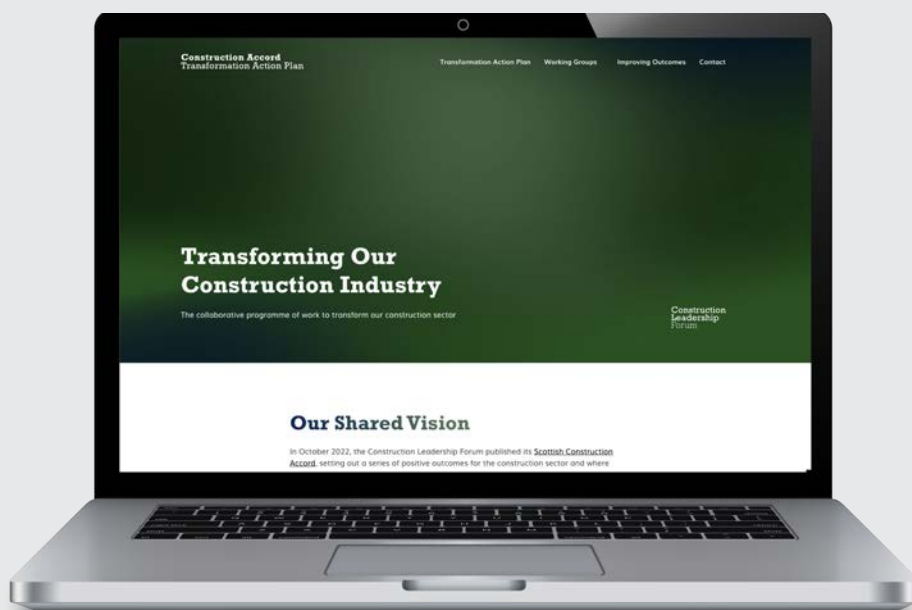 Construction Accord
Transformation Action Plan
Transformation Action Plan Working Groups Improving Outcomes Contact
Transforming Our
Construction Industry
The collaborative programme of work to transform our construction sector
Construction
Leadership
Forum
Our Shared Vision
In October 2022, the Construction Leadership Forum published its Scottish Construction
Accord, setting out a series of positive outcomes for the construction sector and where